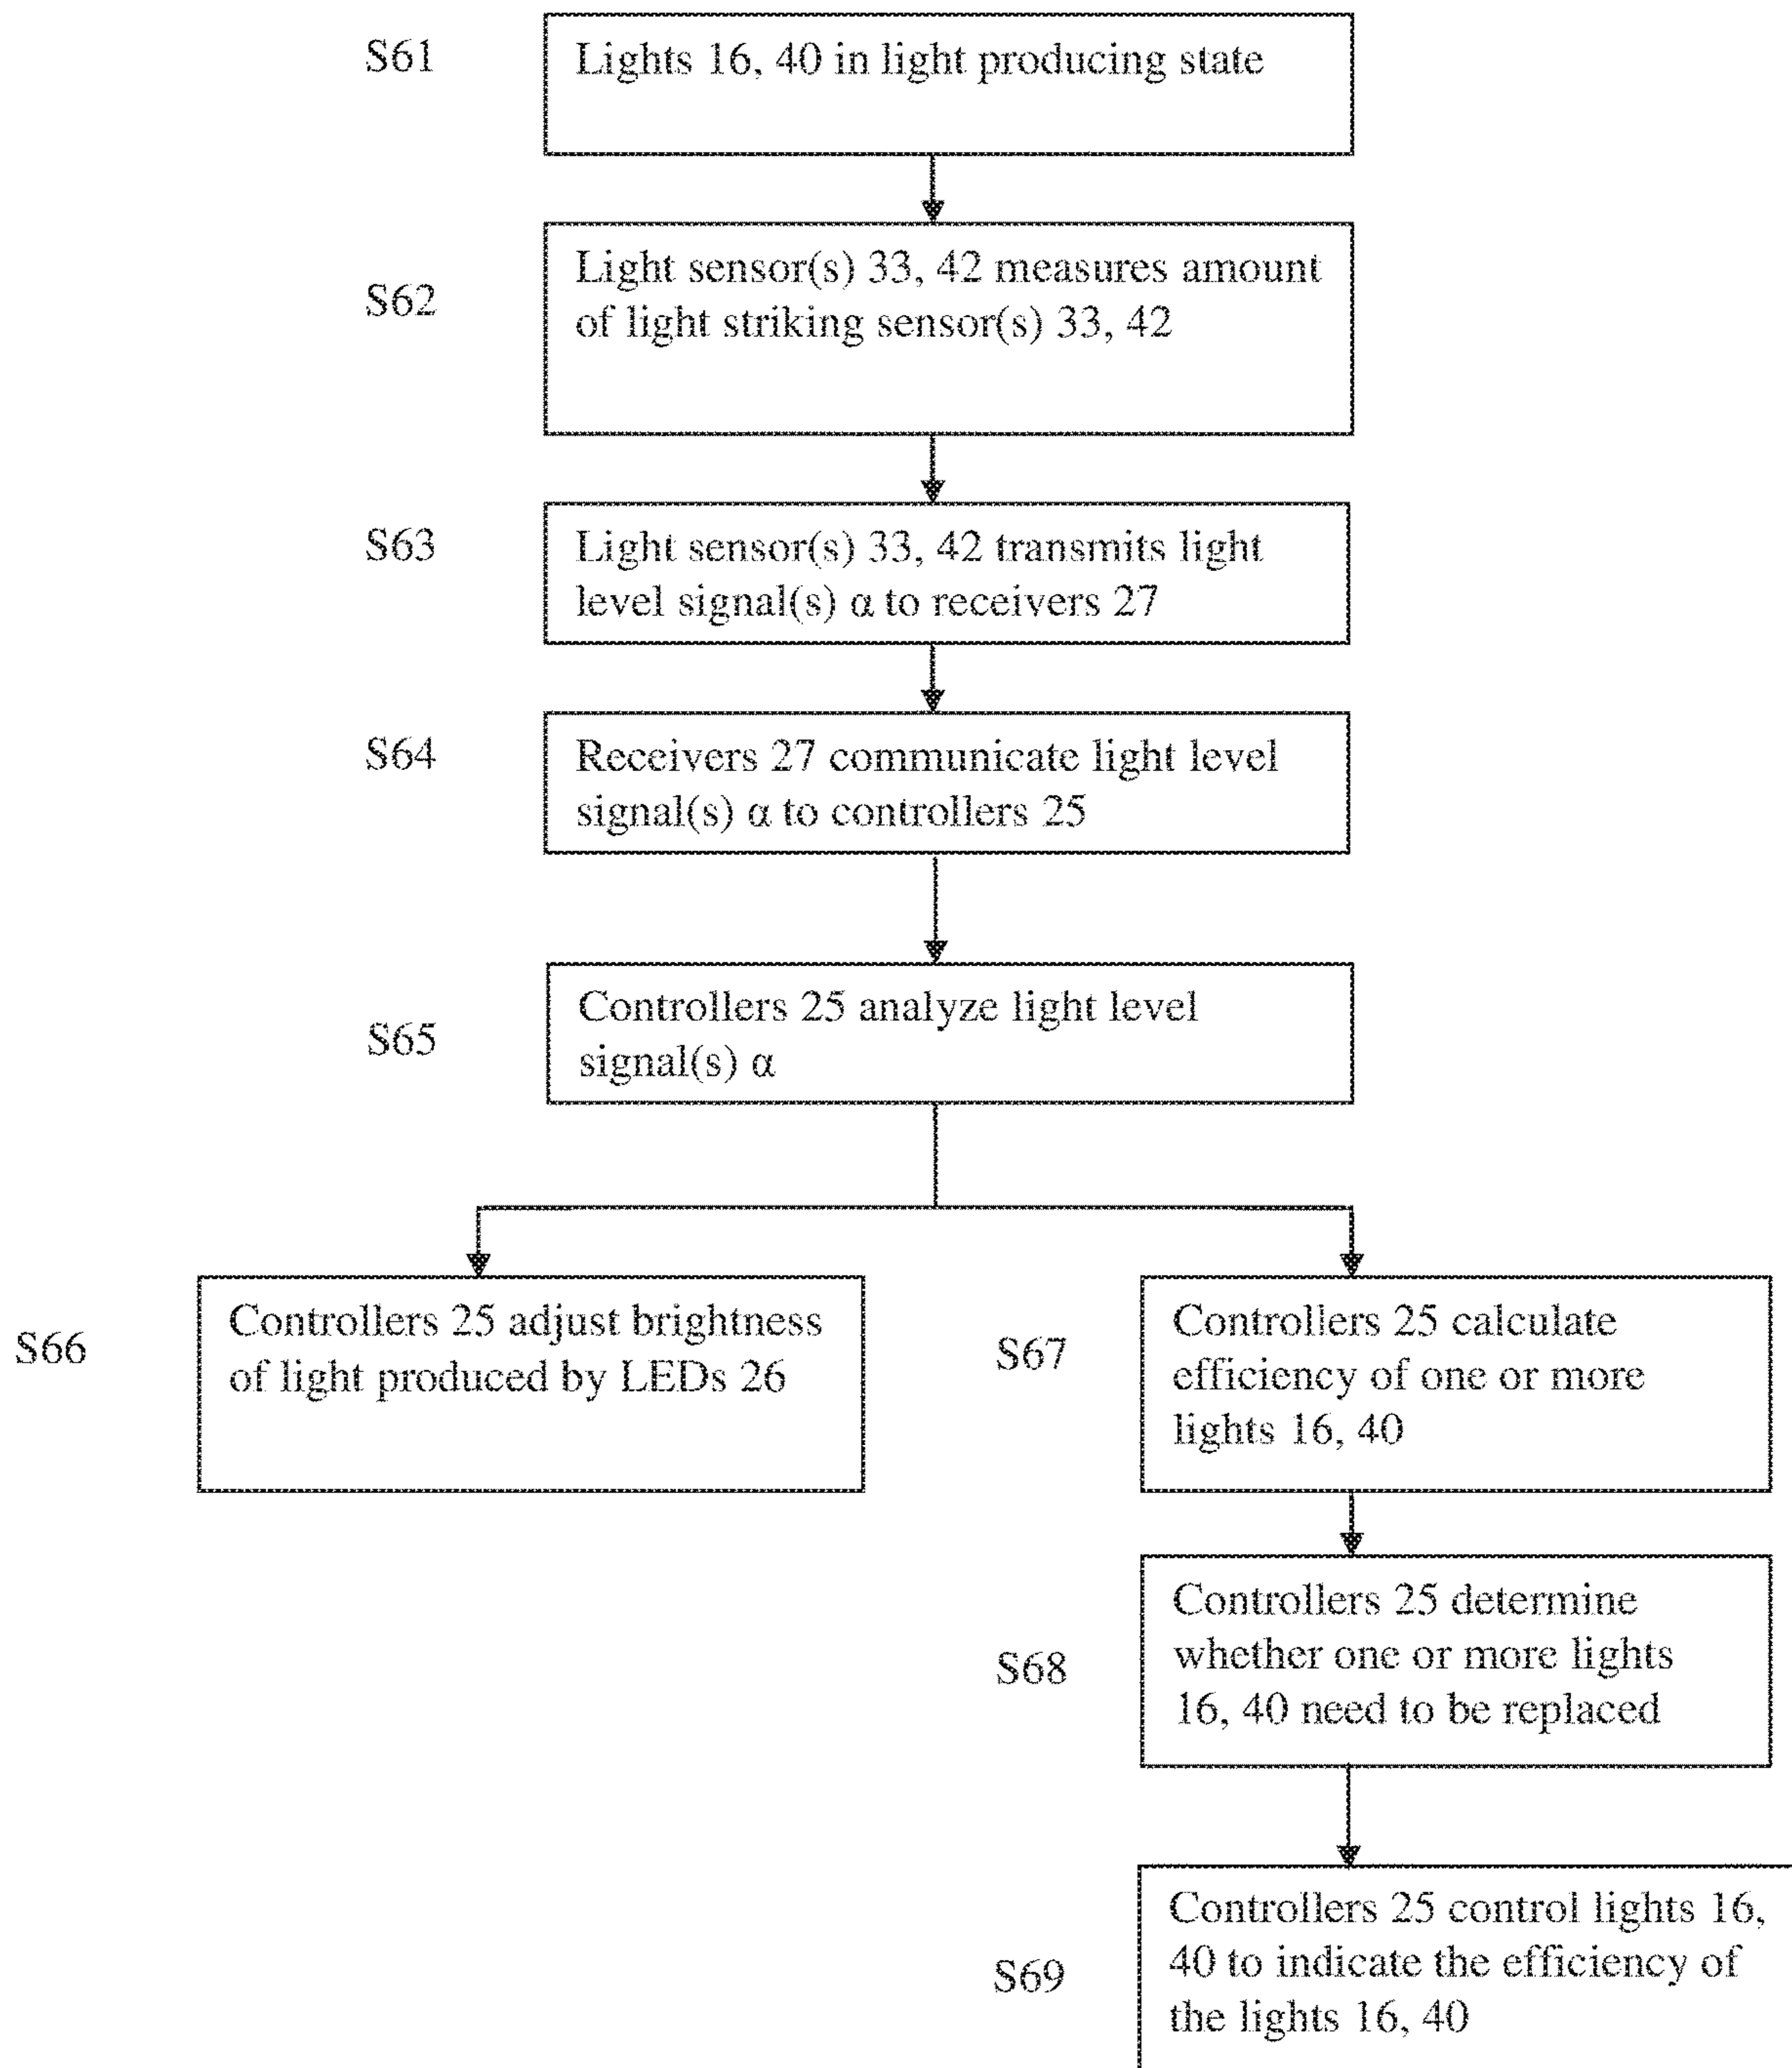 S61
Lights 16, 40 in light producing state
S62
Light sensor(s) 33, 42 measures amount
of light striking sensor(s) 33, 42
S63
Light sensor(s) 33, 42 transmits light
level signal(s) α to receivers 27
S64
Receivers 27 communicate light level
signal(s) α to controllers 25
S65
Controllers 25 analyze light level
signal(s) α
S66
Controllers 25 adjust brightness
of light produced by LEDs 26
S67
Controllers 25 calculate
efficiency of one or more
lights 16, 40
S68
Controllers 25 determine
whether one or more lights
16, 40 need to be replaced
S69
Controllers 25 control lights 16,
40 to indicate the efficiency of
the lights 16, 40